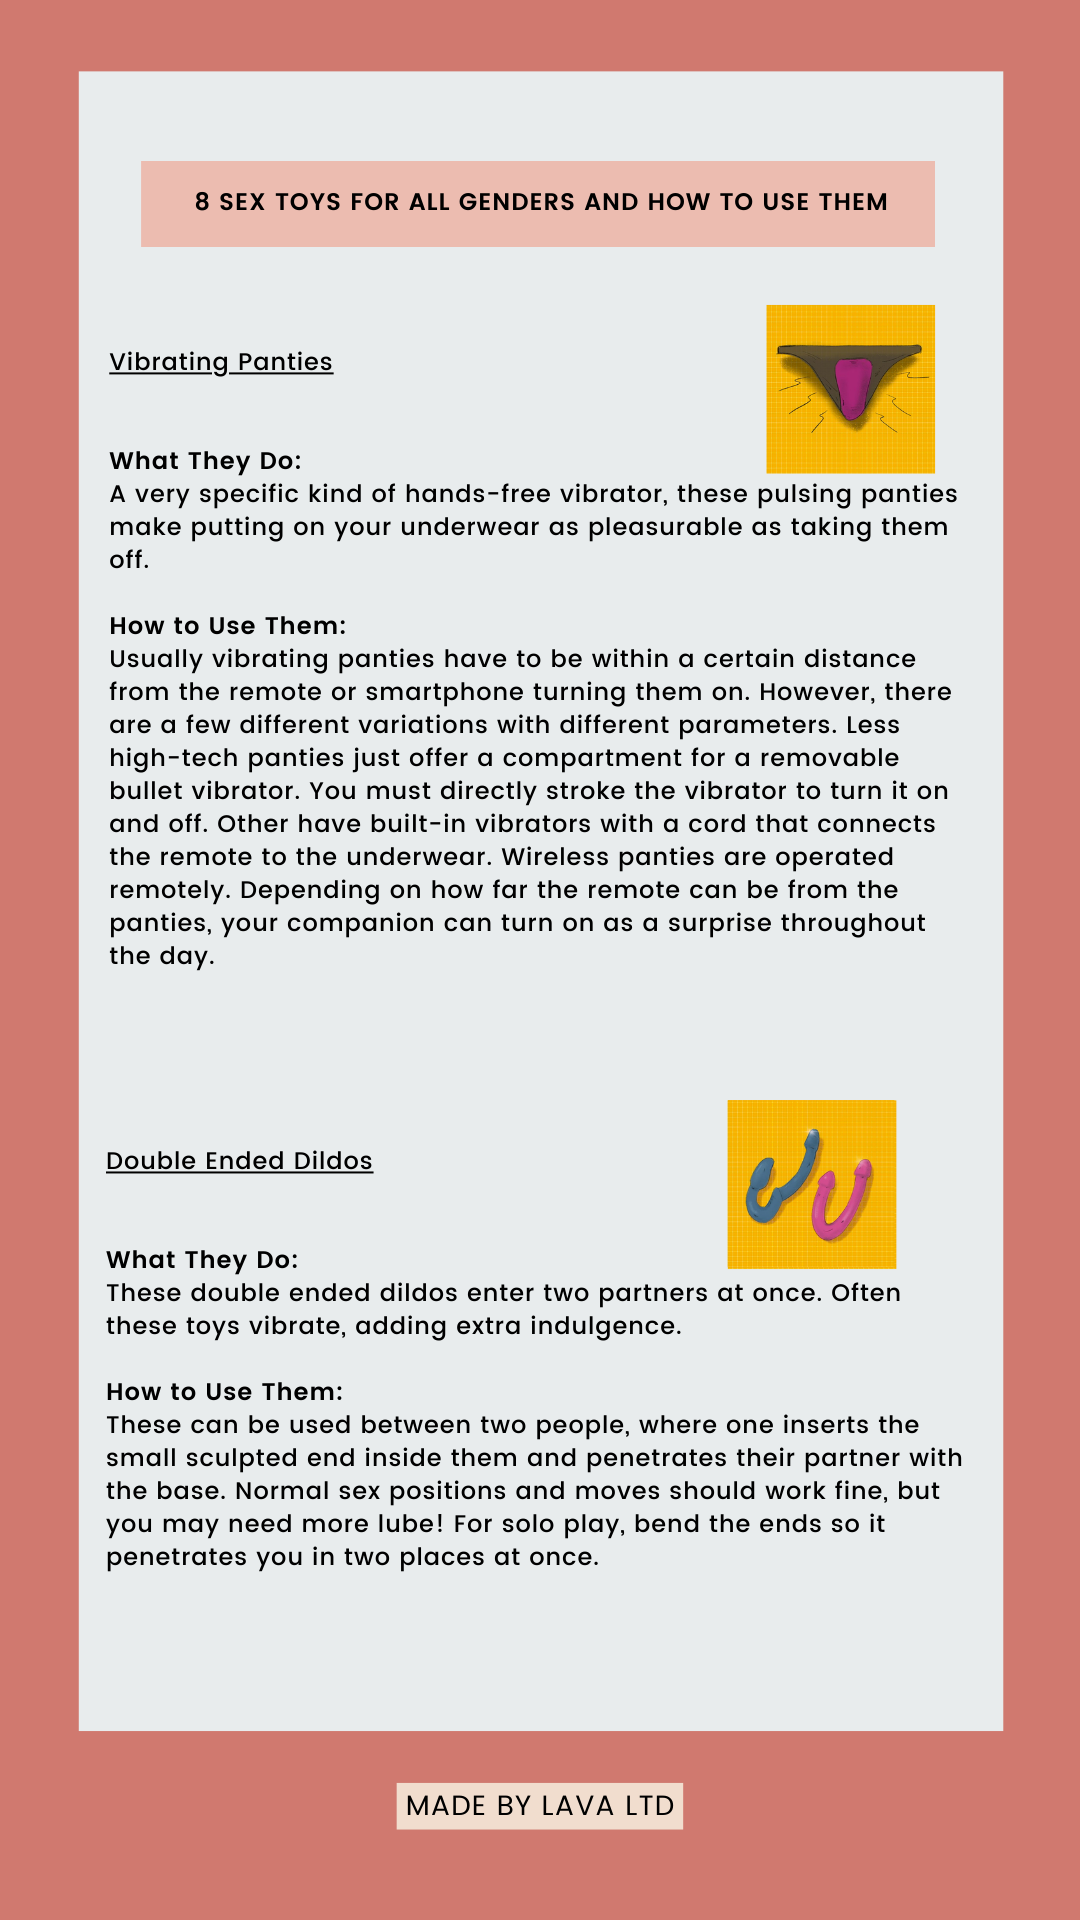 8 SEX TOYS FOR ALL GENDERS AND HOW TO USE THEM
Vibrating Panties
What They Do:
A very specific kind of hands-free vibrator, these pulsing panties
make putting on your underwear as pleasurable as taking them
off.
How to Use Them:
Usually vibrating panties have to be within a certain distance
from the remote or smartphone turning them on. However, there
are a few different variations with different parameters. Less
high-tech panties just offer a compartment for a removable
bullet vibrator. You must directly stroke the vibrator to turn it on
and off. Other have built-in vibrators with a cord that connects
the remote to the underwear. Wireless panties are operated
remotely. Depending on how far the remote can be from the
panties, your companion can turn on as a surprise throughout
the day.
Double Ended Dildos
What They Do:
These double ended dildos enter two partners at once. Often
these toys vibrate, adding extra indulgence.
How to Use Them:
These can be used between two people, where one inserts the
small sculpted end inside them and penetrates their partner with
the base. Normal sex positions and moves should work fine, but
you may need more lube! For solo play, bend the ends so it
penetrates you in two places at once.
MADE BY LAVA LTD